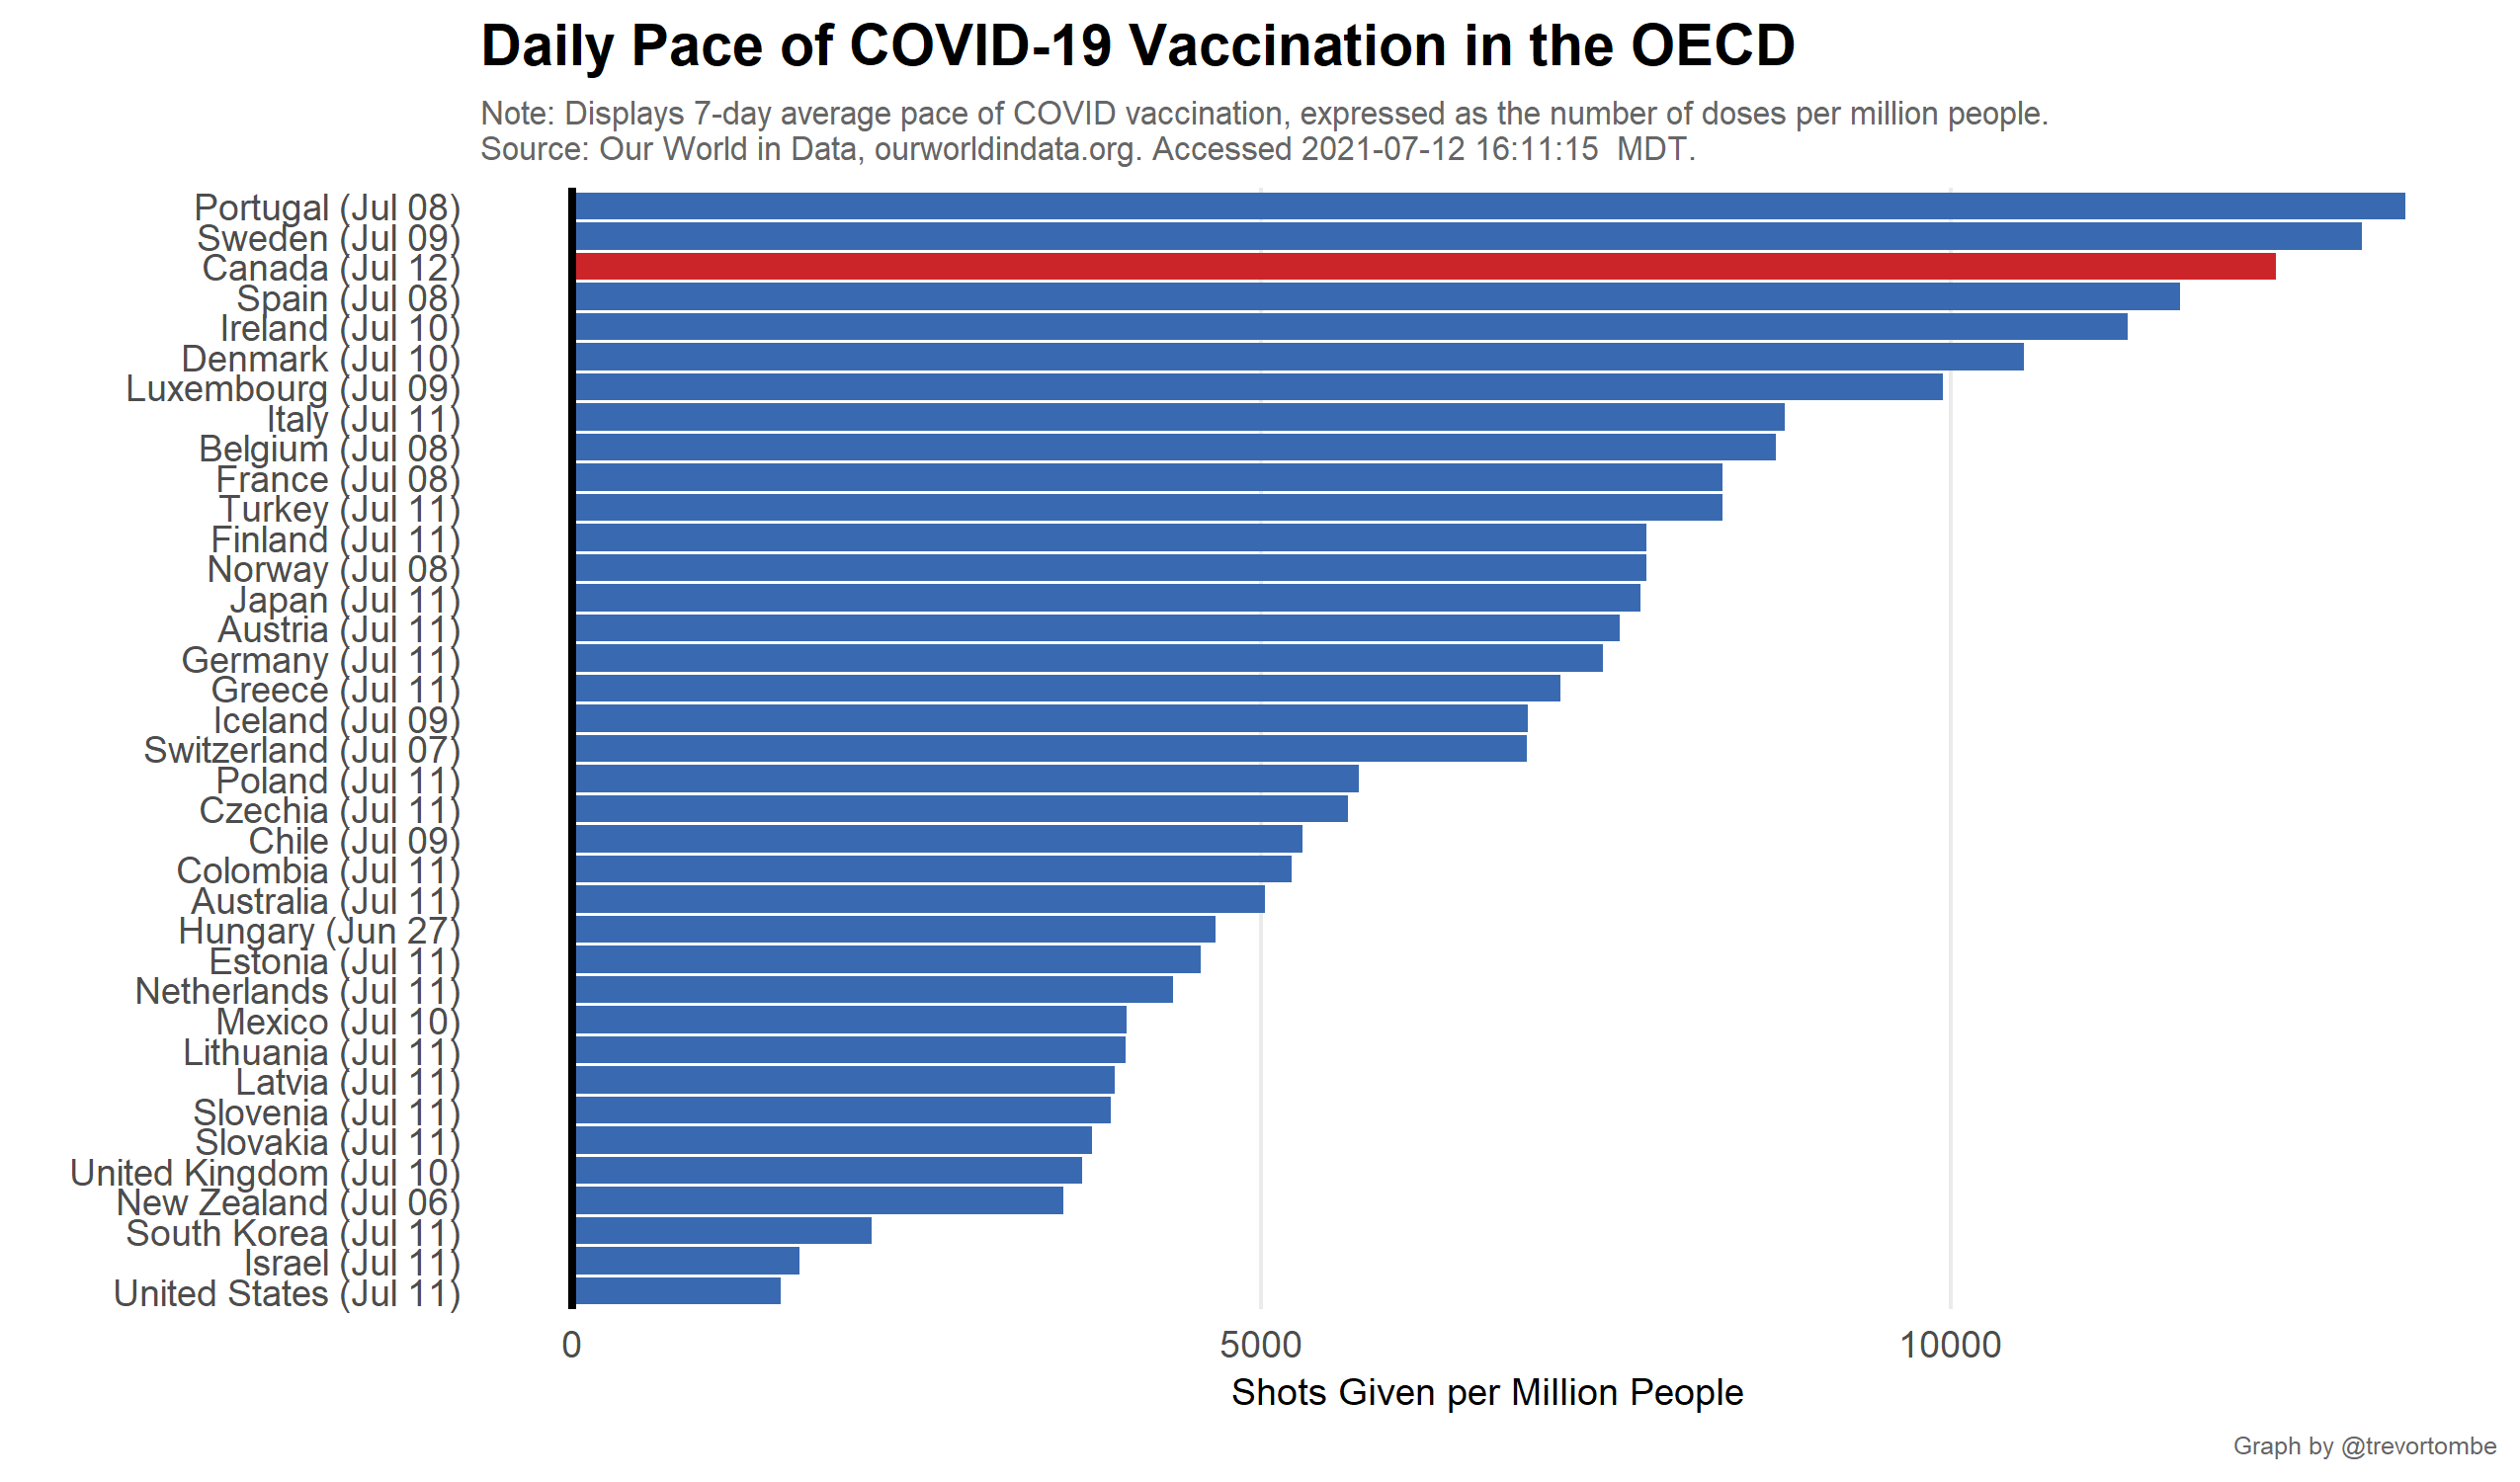 Daily Pace of COVID-19 Vaccination in the OECD
Note: Displays 7-day average pace of COVID vaccination, expressed as the number of doses per million people.
Source: Our World in Data, ourworldindata.org. Accessed 2021-07-12 16:11:15  MDT.
Portugal (Jul 08)
Sweden (Jul 09)
Canada (Jul 12)
Spain (Jul 08)
Ireland (Jul 10)
Denmark (Jul 10)
Luxembourg (Jul 09)
Italy (Jul 11)
Belgium (Jul 08)
France (Jul 08)
Turkey (Jul 11)
Finland (Jul 11)
Norway (Jul 08)
Japan (Jul 11)
Austria (Jul 11)
Germany (Jul 11)
Greece (Jul 11)
Iceland (Jul 09)
Switzerland (Jul 07)
Poland (Jul 11)
Czechia (Jul 11)
Chile (Jul 09)
Colombia (Jul 11)
Australia (Jul 11)
Hungary (Jun 27)
Estonia (Jul 11)
Netherlands (Jul 11)
Mexico (Jul 10)
Lithuania (Jul 11)
Latvia (Jul 11)
Slovenia (Jul 11)
Slovakia (Jul 11)
United Kingdom (Jul 10)
New Zealand (Jul 06)
South Korea (Jul 11)
Israel (Jul 11)
United States (Jul 11)
0 5000 10000
Shots Given per Million People
Graph by @trevortombe